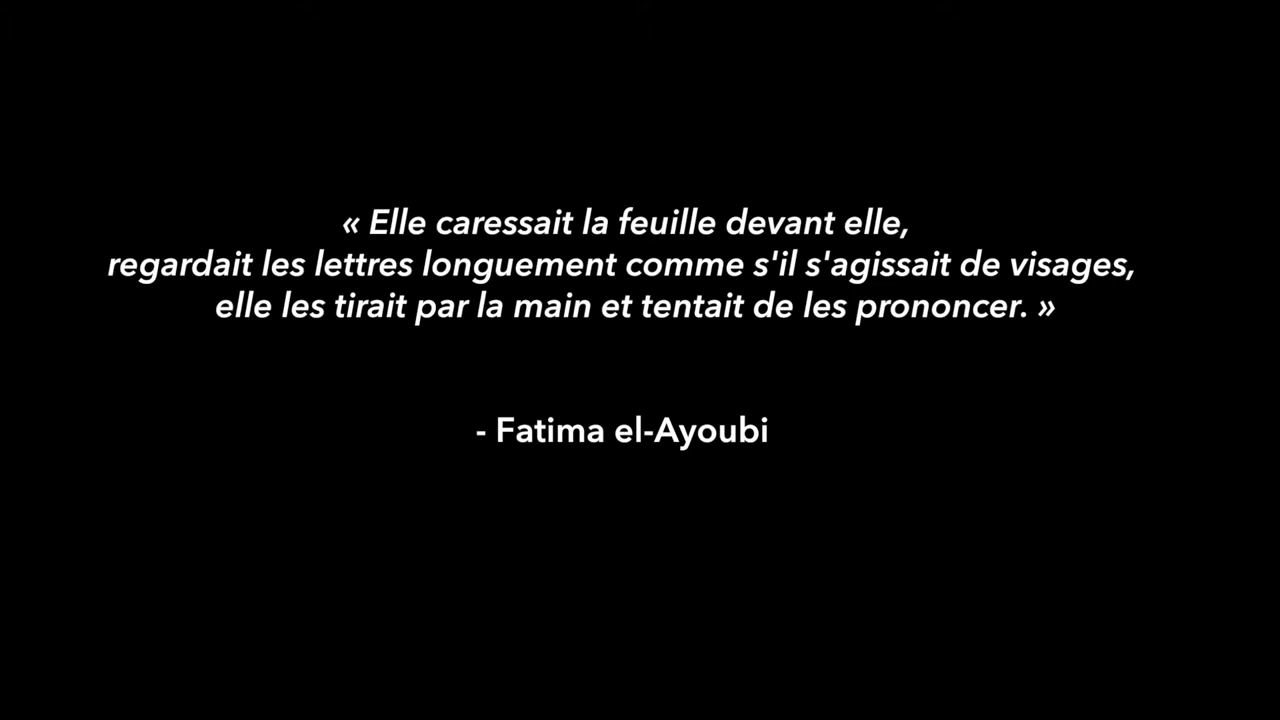 « Elle caressait la feuille devant elle,
regardait les lettres longuement comme s'il s'agissait de visages,
elle les tirait par la main et tentait de les prononcer. »
- Fatima el-Ayoubi